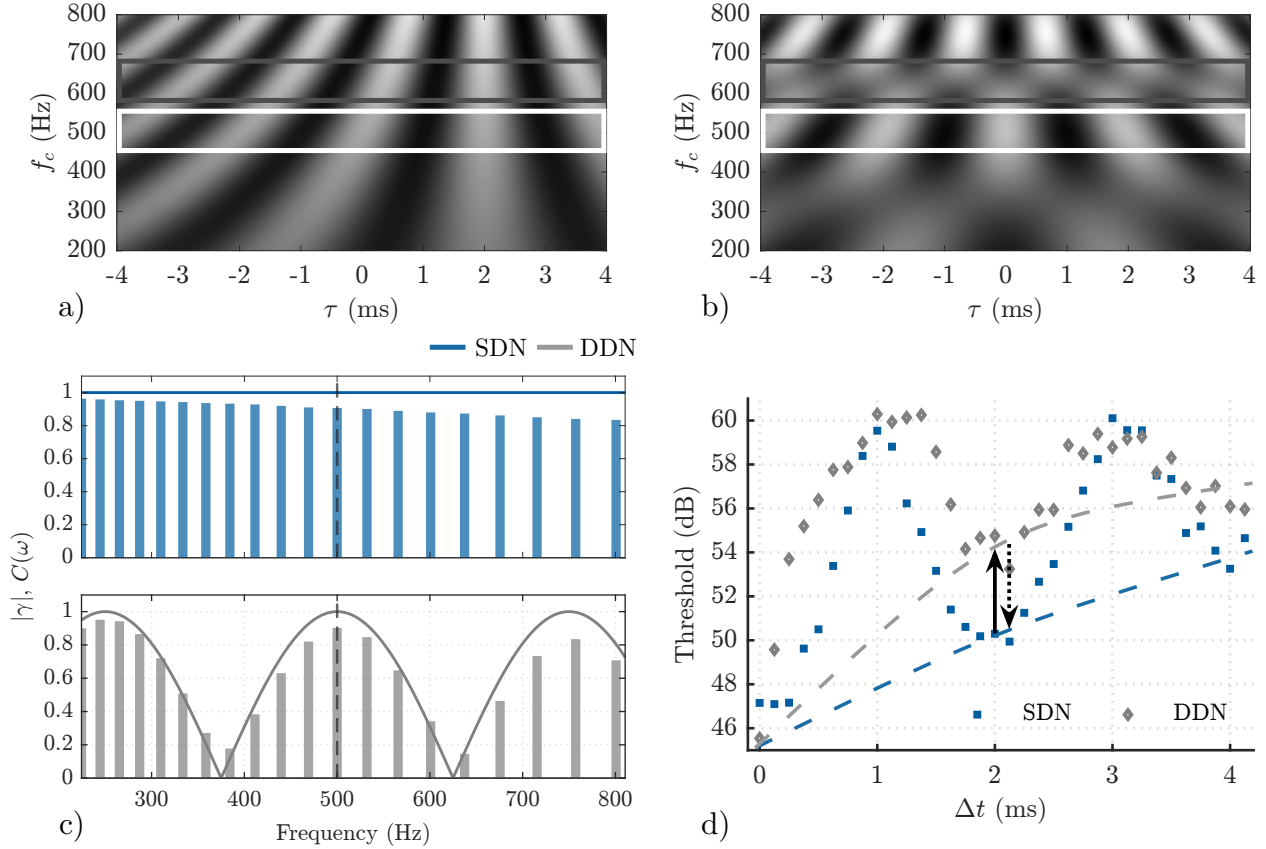 800
700
600
500
400
300
200
f_c (Hz)
-4 -3 -2 -1 0 1 2 3 4
τ (ms)
a)
800
700
600
500
400
300
200
f_c (Hz)
-4 -3 -2 -1 0 1 2 3 4
τ (ms)
b)
SDN DDN
1
0.8
0.6
0.4
0.2
0
1
0.8
0.6
0.4
0.2
0
|γ|, C(ω)
300 400 500 600 700 800
Frequency (Hz)
c)
60
58
56
54
52
50
48
46
Threshold (dB)
SDN DDN
0 1 2 3 4
Δt (ms)
d)